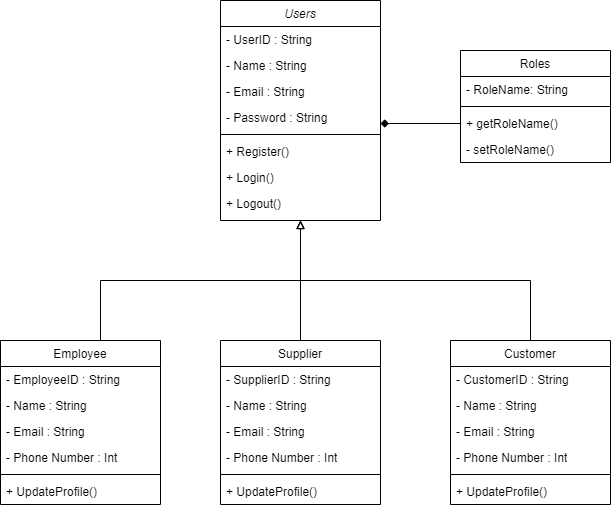 Users
- UserID : String
- Name : String
- Email : String
- Password : String
+ Register()
+ Login()
+ Logout()
Roles
- RoleName: String
+ getRoleName()
- setRoleName()
Employee
- EmployeeID : String
- Name : String
- Email : String
- Phone Number : Int
+ UpdateProfile()
Supplier
- SupplierID : String
- Name : String
- Email : String
- Phone Number : Int
+ UpdateProfile()
Customer
- CustomerID : String
- Name : String
- Email : String
- Phone Number : Int
+ UpdateProfile()